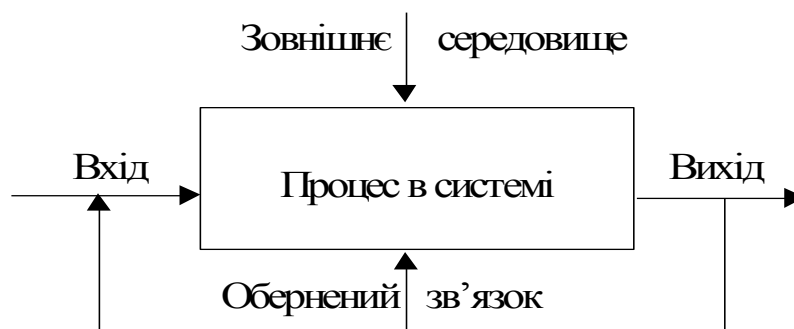 Зовнішнє середовище
Вхід
Процес в системі
Вихід
Обернений зв’язок